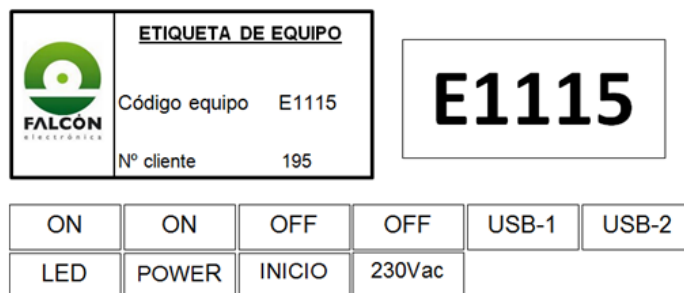 ETIQUETA DE EQUIPO
FALCÓN
electrónica
Código equipo E1115
Nº cliente 195
E1115
ON ON OFF OFF USB-1 USB-2
LED POWER INICIO 230Vac